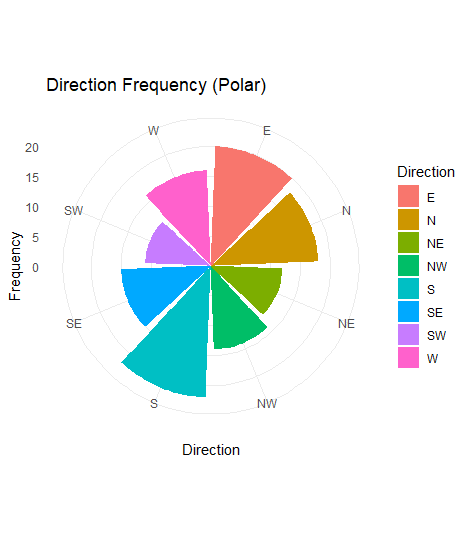 Direction Frequency (Polar)
Frequency
20
15
10
5
0
W
E
SW
N
SE
NE
S
NW
Direction
Direction
E
N
NE
NW
S
SE
SW
W